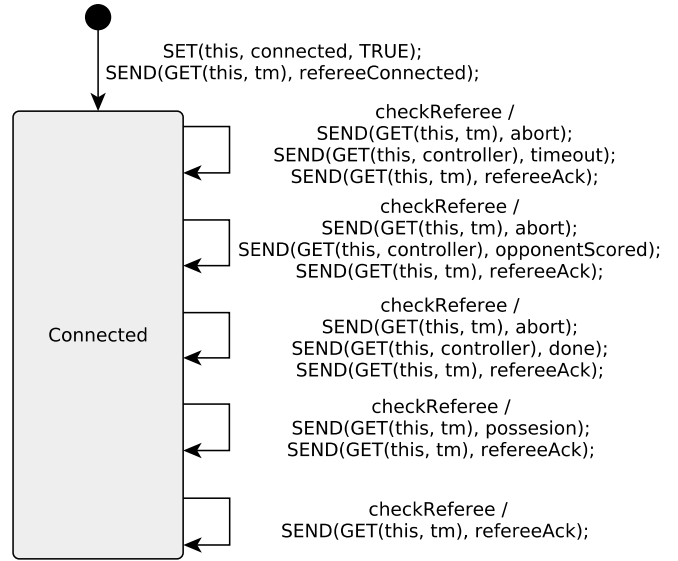 SET(this, connected, TRUE);
SEND(GET(this, tm), refereeConnected);
checkReferee /
SEND(GET(this, tm), abort);
SEND(GET(this, controller), timeout);
SEND(GET(this, tm), refereeAck);
checkReferee /
SEND(GET(this, tm), abort);
SEND(GET(this, controller), opponentScored);
SEND(GET(this, tm), refereeAck);
Connected
checkReferee /
SEND(GET(this, tm), abort);
SEND(GET(this, controller), done);
SEND(GET(this, tm), refereeAck);
checkReferee /
SEND(GET(this, tm), possesion);
SEND(GET(this, tm), refereeAck);
checkReferee /
SEND(GET(this, tm), refereeAck);